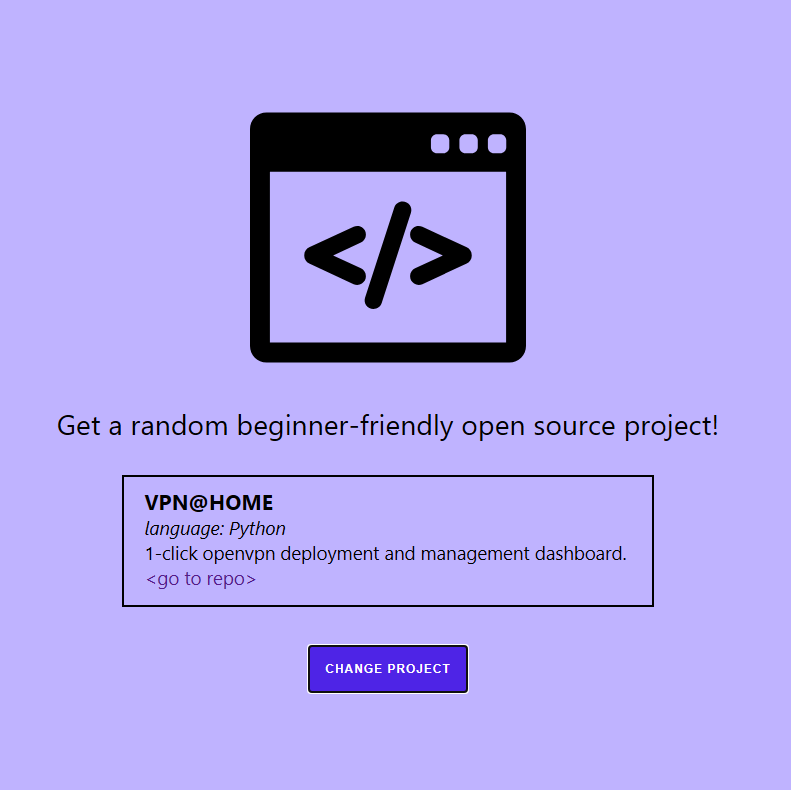 </>
Get a random beginner-friendly open source project!
VPN@HOME
language: Python
1-click openvpn deployment and management dashboard.
<go to repo>
CHANGE PROJECT